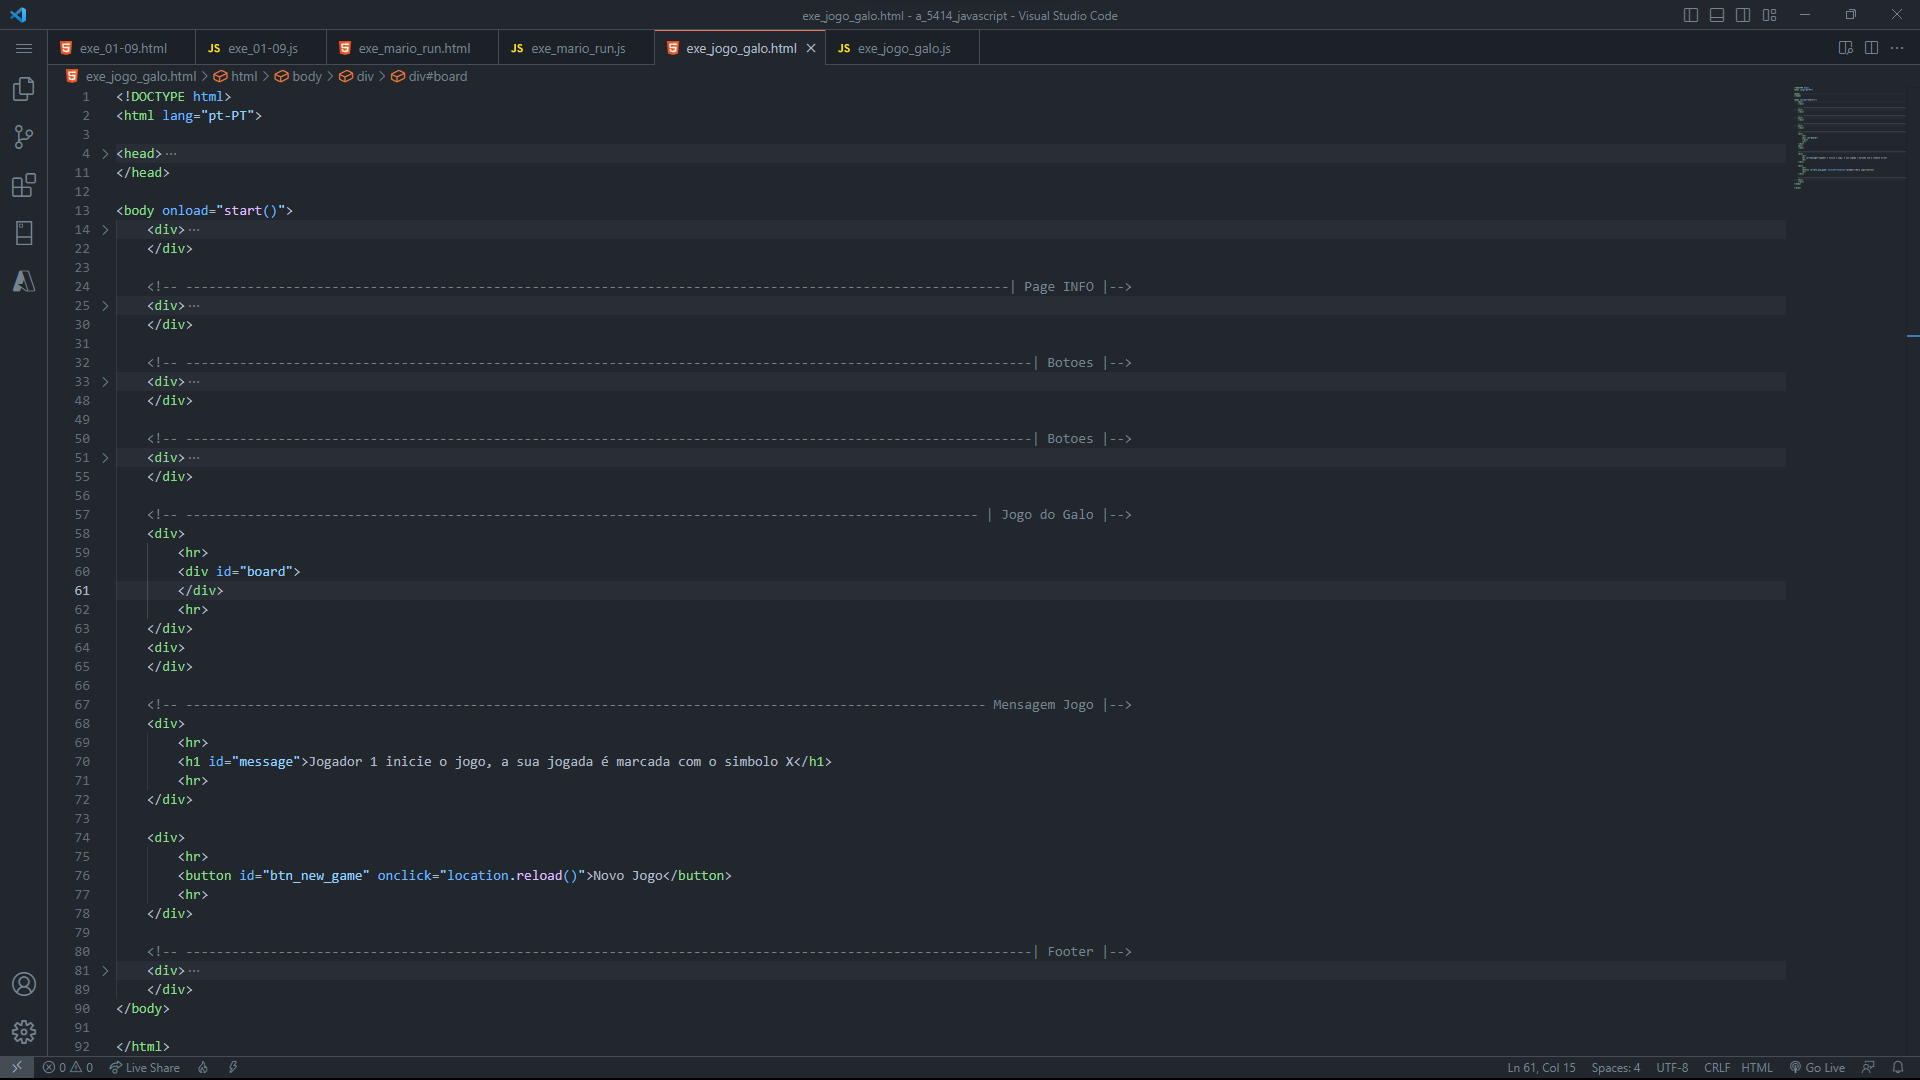 exe_jogo_galo.html - a_5414_javascript - Visual Studio Code
exe_01-09.html
JS exe_01-09.js
exe_mario_run.html
JS exe_mario_run.js
exe_jogo_galo.html
JS exe_jogo_galo.js
exe_jogo_galo.html > html > body > div > div#board
1 <!DOCTYPE html>
2 <html lang="pt-PT">
3
4 > <head>···
11 </head>
12
13 <body onload="start()">
14 > <div>···
22 </div>
23
24 <!-- -----------------------------------------------------------------------------------------------------------| Page INFO |-->
25 > <div>···
30 </div>
31
32 <!-- --------------------------------------------------------------------------------------------------------------| Botoes |-->
33 > <div>···
48 </div>
49
50 <!-- --------------------------------------------------------------------------------------------------------------| Botoes |-->
51 > <div>···
55 </div>
56
57 <!-- ------------------------------------------------------------------------------------------------------- | Jogo do Galo |-->
58 <div>
59 <hr>
60 <div id="board">
61 </div>
62 <hr>
63 </div>
64 <div>
65 </div>
66
67 <!-- -------------------------------------------------------------------------------------------------------- Mensagem Jogo |-->
68 <div>
69 <hr>
70 <h1 id="message">Jogador 1 inicie o jogo, a sua jogada é marcada com o simbolo X</h1>
71 <hr>
72 </div>
73
74 <div>
75 <hr>
76 <button id="btn_new_game" onclick="location.reload()">Novo Jogo</button>
77 <hr>
78 </div>
79
80 <!-- --------------------------------------------------------------------------------------------------------------| Footer |-->
81 > <div>···
89 </div>
90 </body>
91
92 </html>
0 0 Live Share
Ln 61, Col 15 Spaces: 4 UTF-8 CRLF HTML Go Live